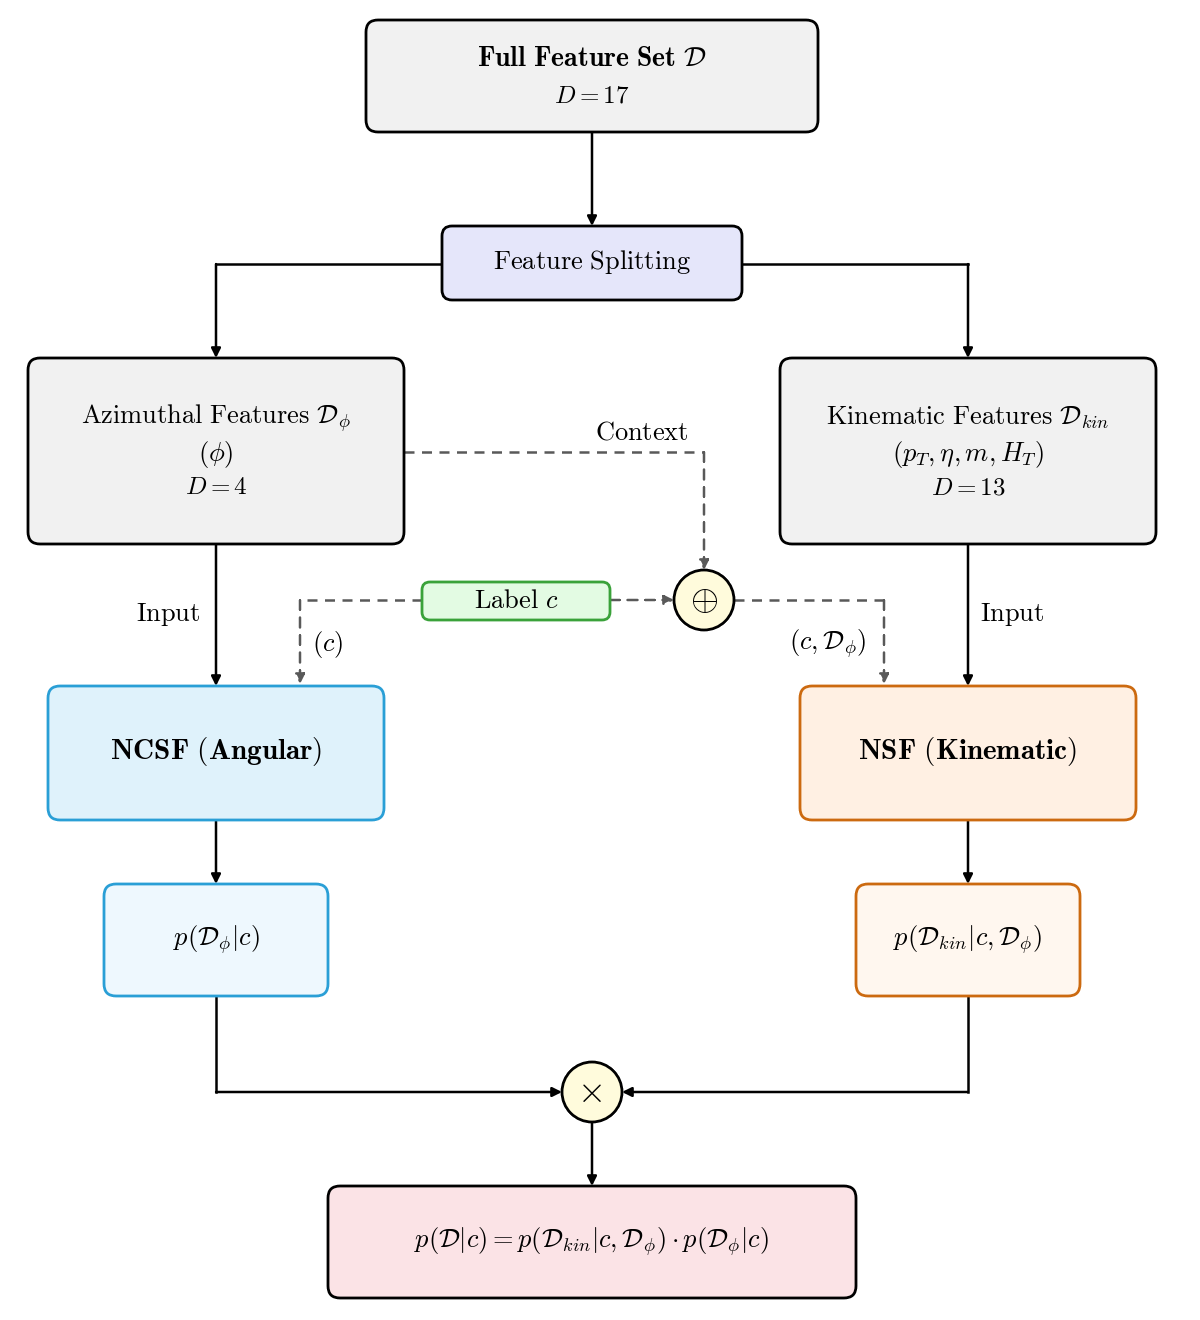 Full Feature Set 𝒟
D = 17
Feature Splitting
Azimuthal Features 𝒟_ϕ
(ϕ)
D = 4
Context
Kinematic Features 𝒟_kin
(p_T, η, m, H_T)
D = 13
Input
(c)
Label c
⊕
(c, 𝒟_ϕ)
Input
NCSF (Angular)
NSF (Kinematic)
p(𝒟_ϕ|c)
p(𝒟_kin|c, 𝒟_ϕ)
×
p(𝒟|c) = p(𝒟_kin|c, 𝒟_ϕ) · p(𝒟_ϕ|c)